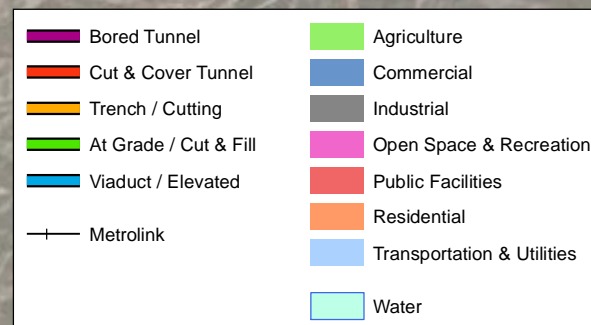 Bored Tunnel
Cut & Cover Tunnel
Trench / Cutting
At Grade / Cut & Fill
Viaduct / Elevated
Metrolink
Agriculture
Commercial
Industrial
Open Space & Recreation
Public Facilities
Residential
Transportation & Utilities
Water